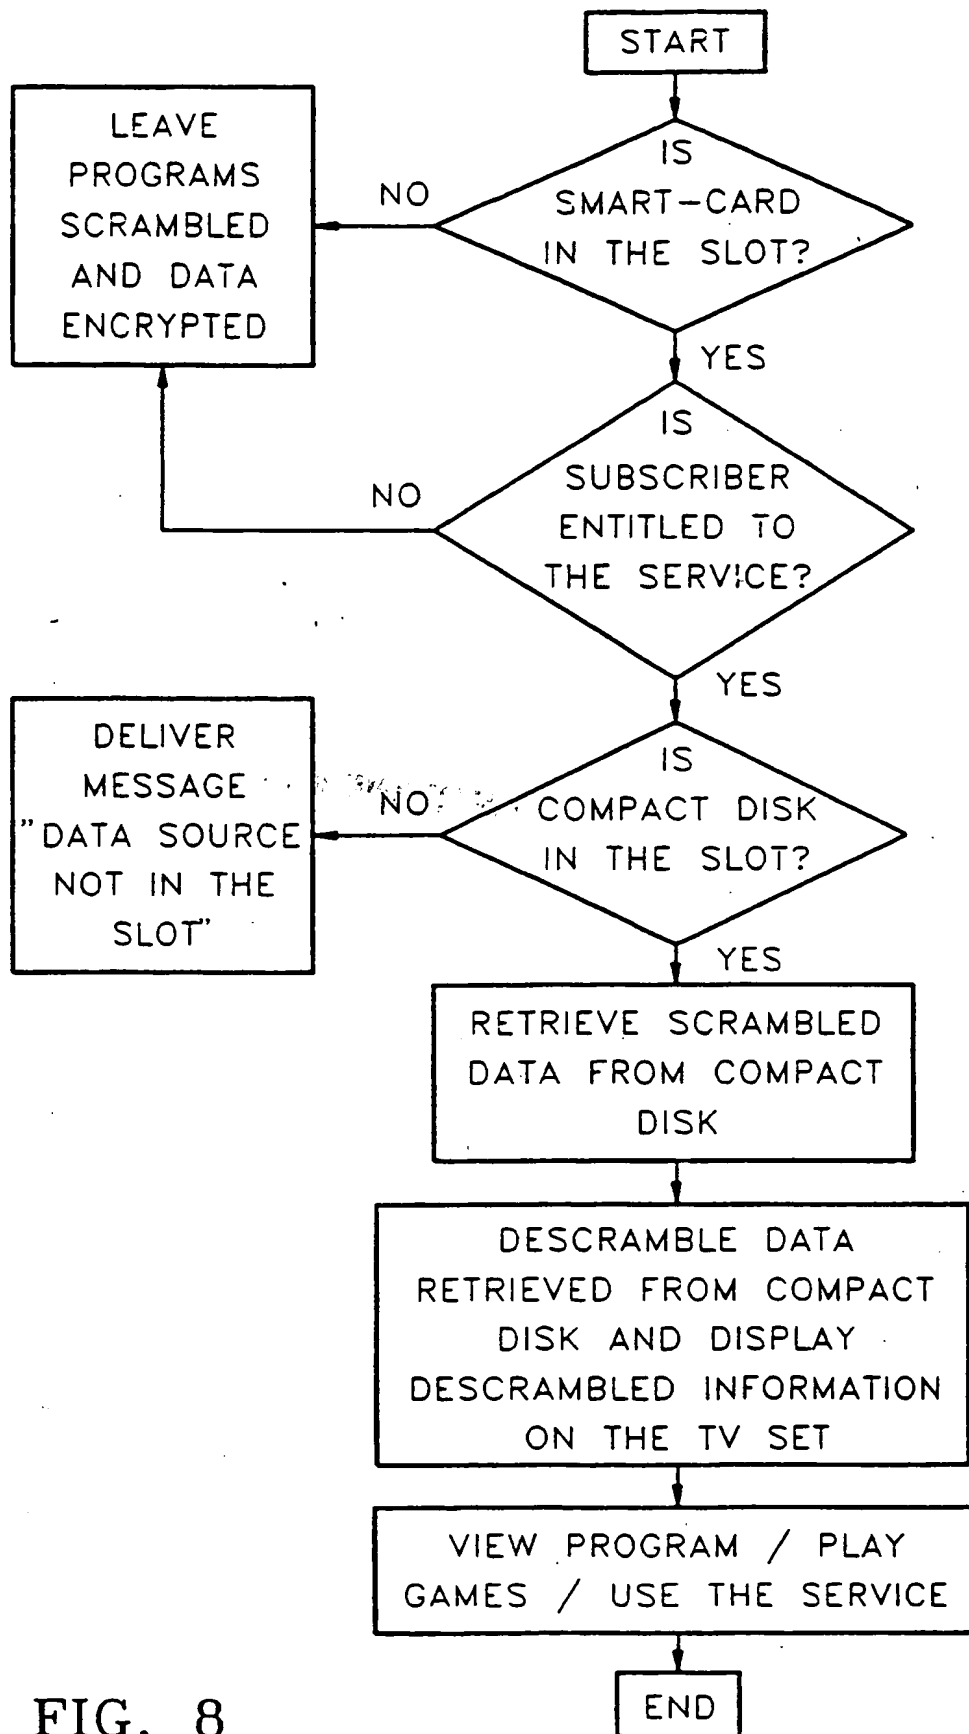 START
IS
SMART-CARD
IN THE SLOT?
NO
LEAVE
PROGRAMS
SCRAMBLED
AND DATA
ENCRYPTED
YES
IS
SUBSCRIBER
ENTITLED TO
THE SERVICE?
NO
YES
IS
COMPACT DISK
IN THE SLOT?
NO
DELIVER
MESSAGE
"DATA SOURCE
NOT IN THE
SLOT"
YES
RETRIEVE SCRAMBLED
DATA FROM COMPACT
DISK
DESCRAMBLE DATA
RETRIEVED FROM COMPACT
DISK AND DISPLAY
DESCRAMBLED INFORMATION
ON THE TV SET
VIEW PROGRAM / PLAY
GAMES / USE THE SERVICE
END
FIG. 8